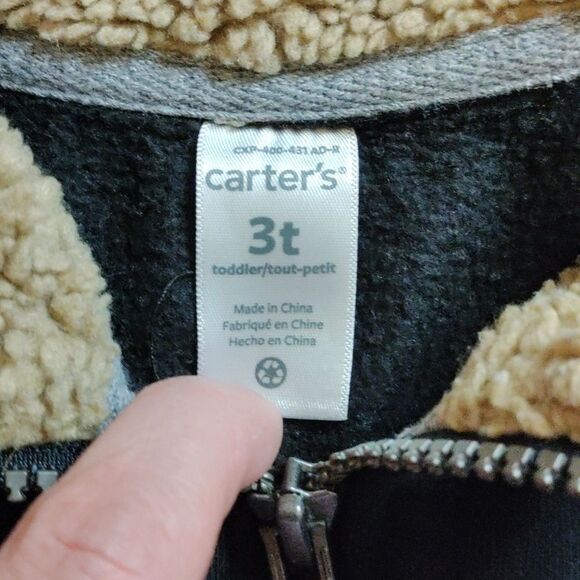 CXP-400-431 AD-R
carter's®
3t
toddler/tout-petit
Made in China
Fabriqué en Chine
Hecho en China